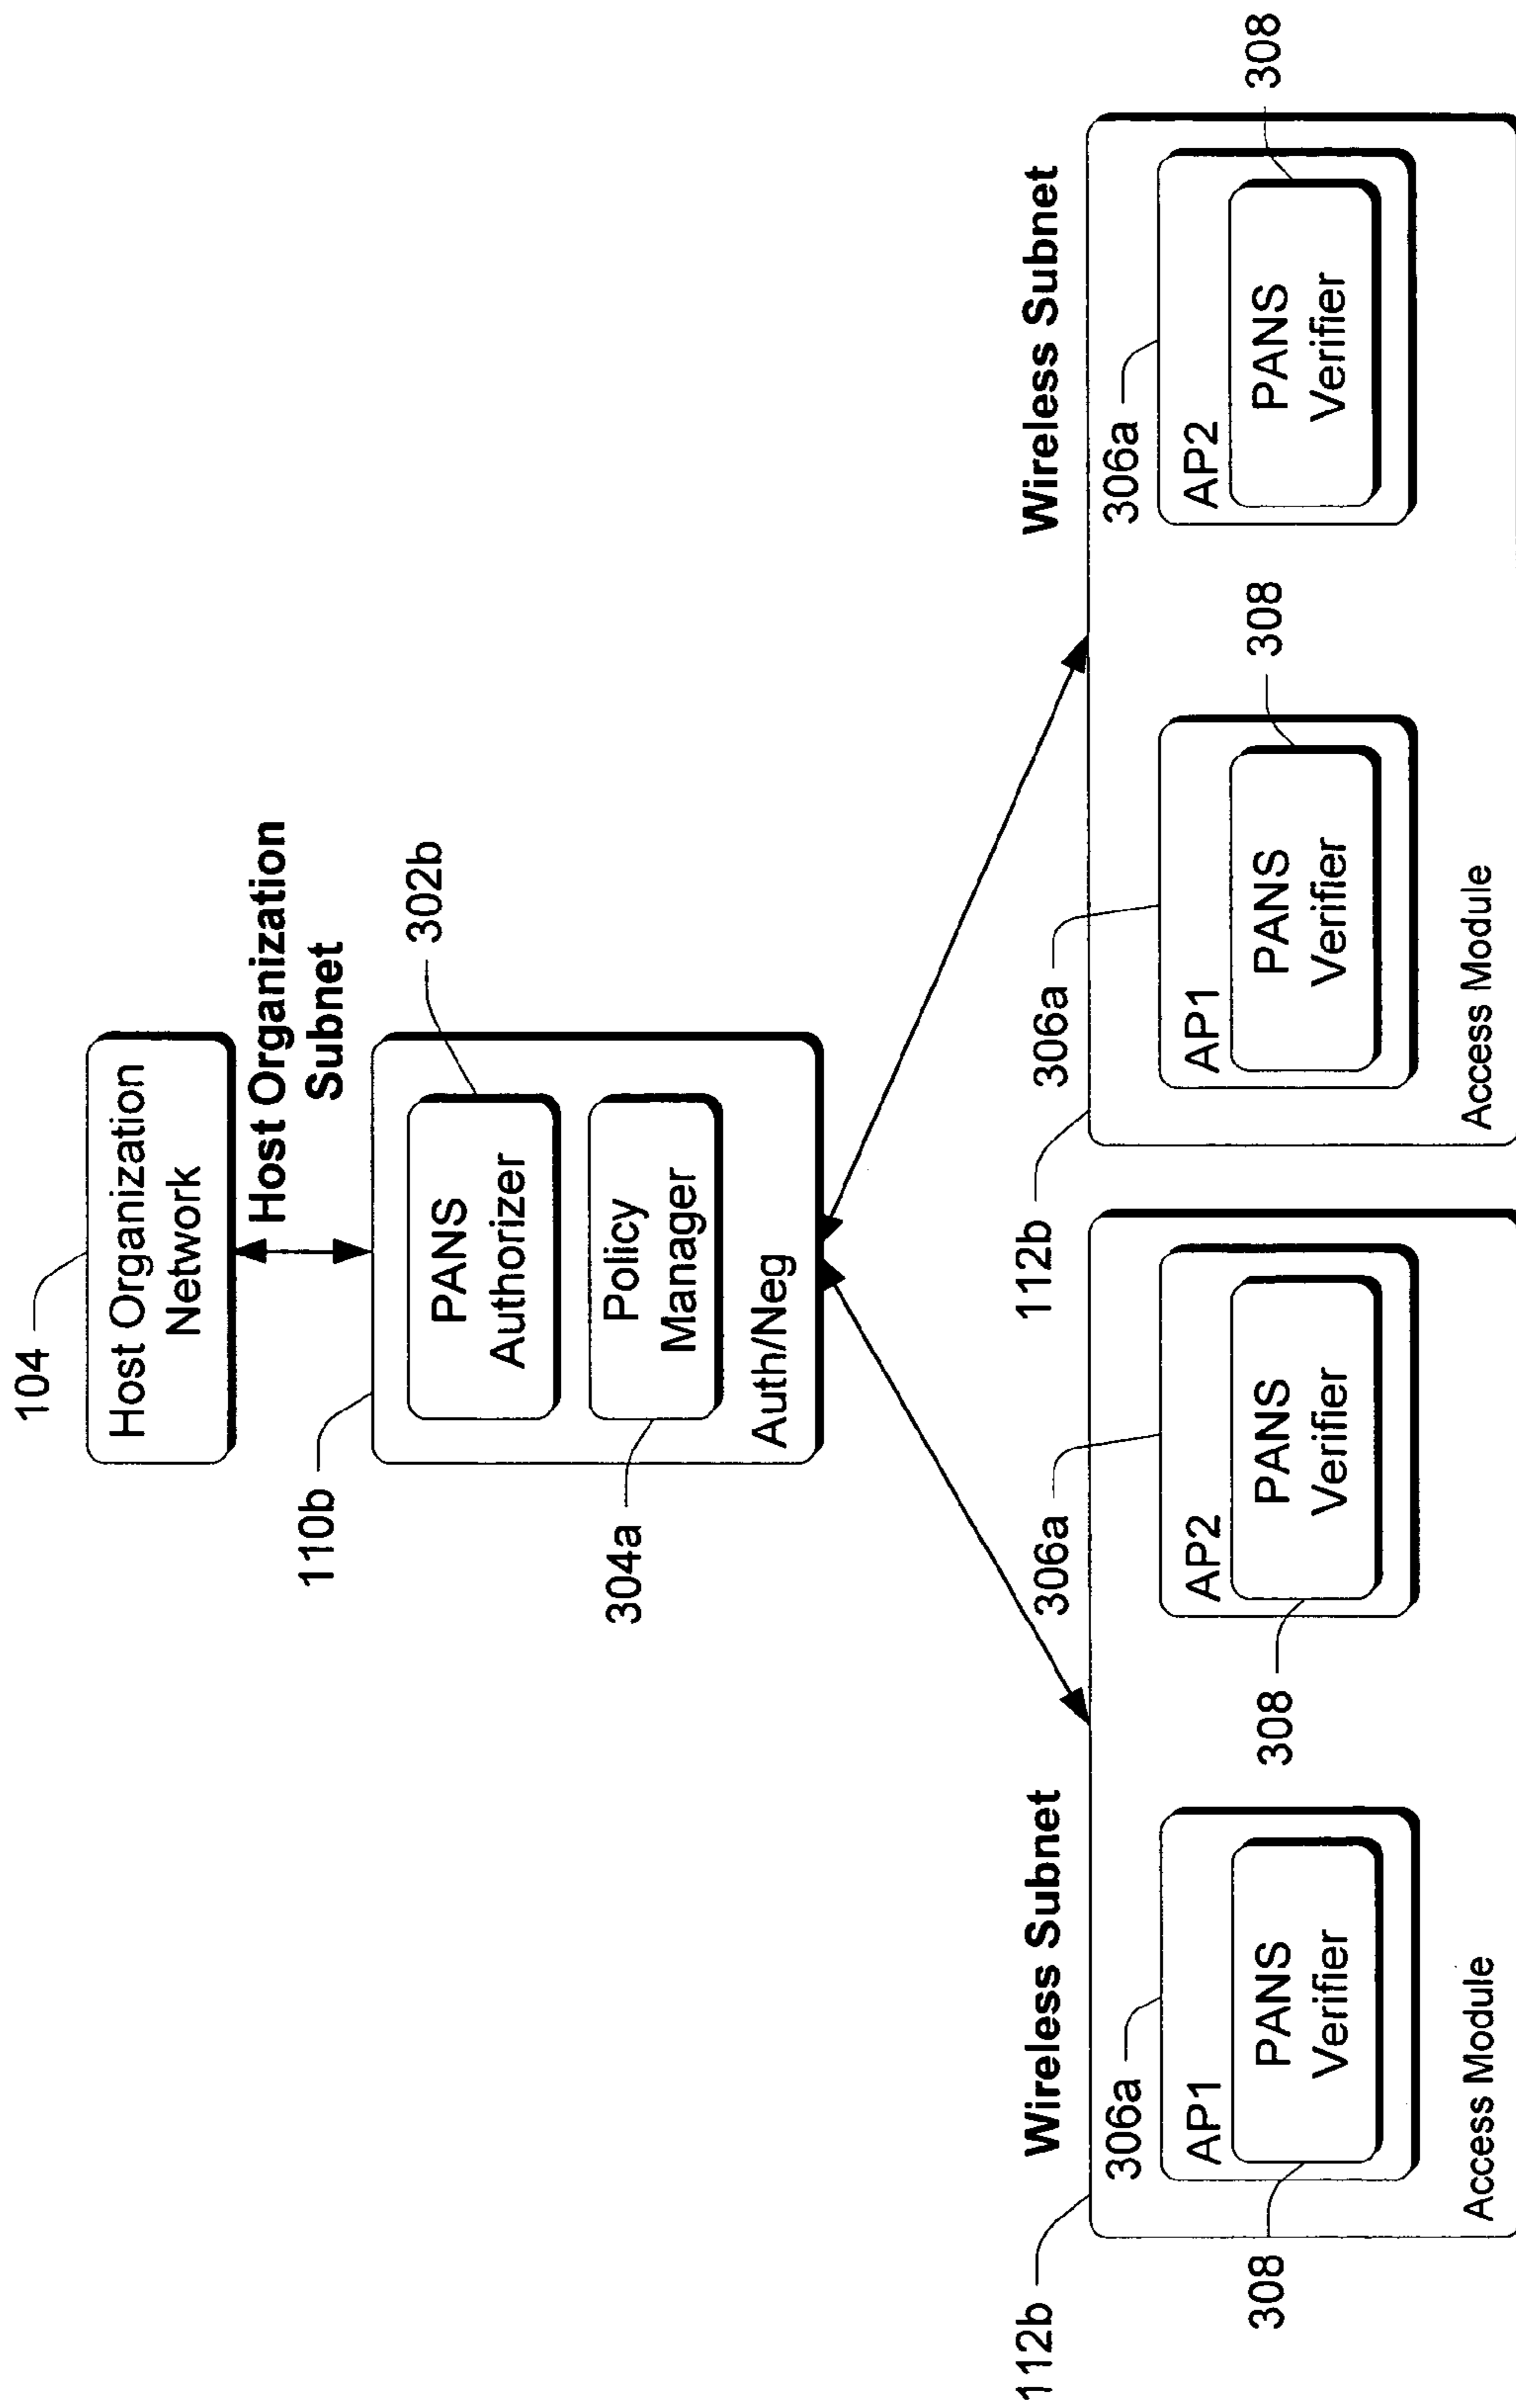 104
Host Organization
Network
Host Organization
Subnet
110b
302b
PANS
Authorizer
304a
Policy
Manager
Auth/Neg
Wireless Subnet
112b
306a
AP1
PANS
Verifier
308
306a
AP2
PANS
Verifier
308
Access Module
Wireless Subnet
112b
306a
AP1
PANS
Verifier
308
306a
AP2
PANS
Verifier
308
Access Module